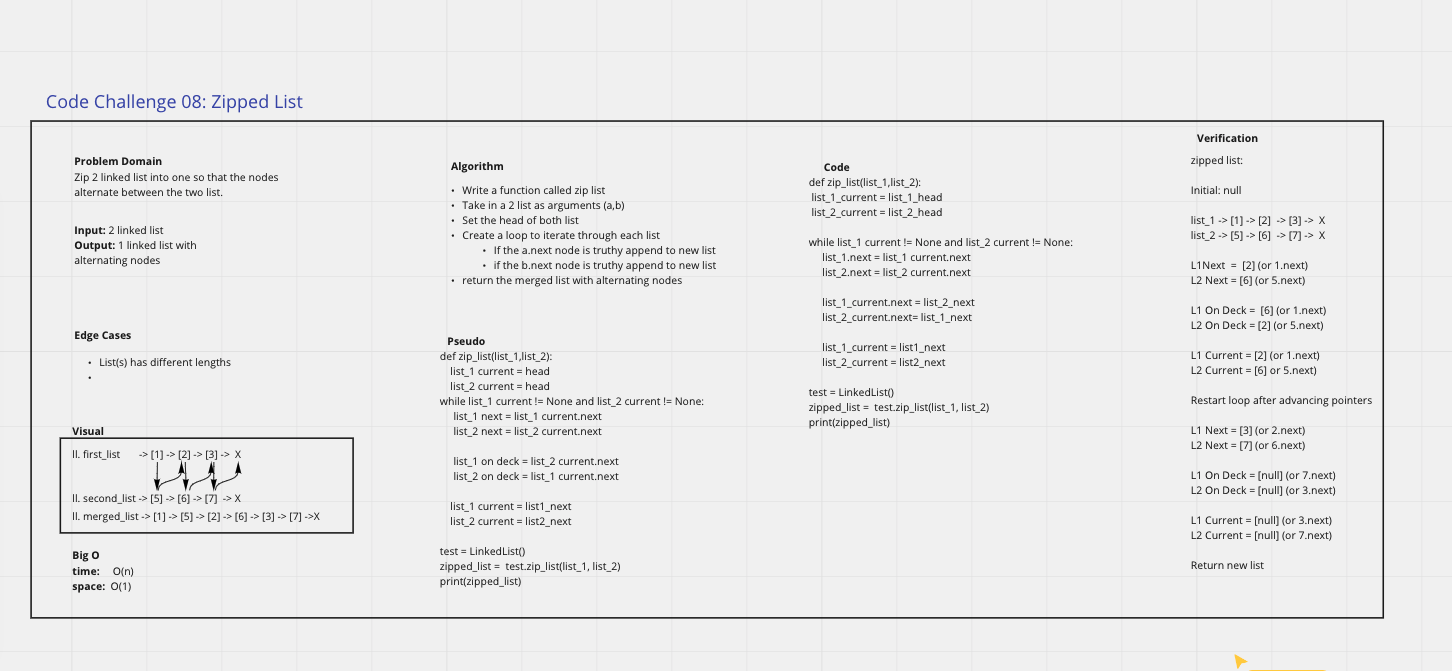 Code Challenge 08: Zipped List
Problem Domain
Zip 2 linked list into one so that the nodes
alternate between the two list.
Input: 2 linked list
Output: 1 linked list with
alternating nodes
Edge Cases
• List(s) has different lengths
•
Visual
ll. first_list -> [1] -> [2] -> [3] -> X
ll. second_list -> [5] -> [6] -> [7] -> X
ll. merged_list -> [1] -> [5] -> [2] -> [6] -> [3] -> [7] ->X
Big O
time: O(n)
space: O(1)
Algorithm
• Write a function called zip list
• Take in a 2 list as arguments (a,b)
• Set the head of both list
• Create a loop to iterate through each list
• If the a.next node is truthy append to new list
• if the b.next node is truthy append to new list
• return the merged list with alternating nodes
Pseudo
def zip_list(list_1,list_2):
list_1 current = head
list_2 current = head
while list_1 current != None and list_2 current != None:
list_1 next = list_1 current.next
list_2 next = list_2 current.next
list_1 on deck = list_2 current.next
list_2 on deck = list_1 current.next
list_1 current = list1_next
list_2 current = list2_next
test = LinkedList()
zipped_list = test.zip_list(list_1, list_2)
print(zipped_list)
Code
def zip_list(list_1,list_2):
list_1_current = list_1_head
list_2_current = list_2_head
while list_1 current != None and list_2 current != None:
list_1.next = list_1 current.next
list_2.next = list_2 current.next
list_1_current.next = list_2_next
list_2_current.next= list_1_next
list_1_current = list1_next
list_2_current = list2_next
test = LinkedList()
zipped_list = test.zip_list(list_1, list_2)
print(zipped_list)
Verification
zipped list:
Initial: null
list_1 -> [1] -> [2] -> [3] -> X
list_2 -> [5] -> [6] -> [7] -> X
L1Next = [2] (or 1.next)
L2 Next = [6] (or 5.next)
L1 On Deck = [6] (or 1.next)
L2 On Deck = [2] (or 5.next)
L1 Current = [2] (or 1.next)
L2 Current = [6] or 5.next)
Restart loop after advancing pointers
L1 Next = [3] (or 2.next)
L2 Next = [7] (or 6.next)
L1 On Deck = [null] (or 7.next)
L2 On Deck = [null] (or 3.next)
L1 Current = [null] (or 3.next)
L2 Current = [null] (or 7.next)
Return new list